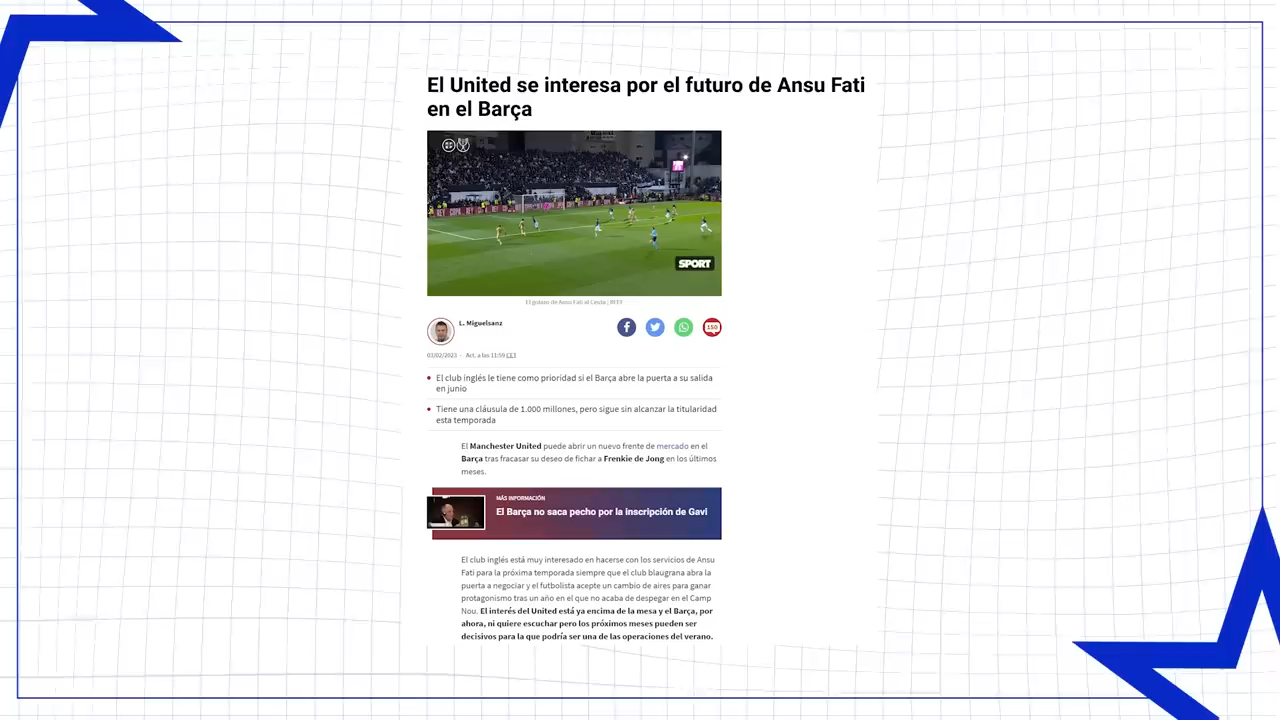 El United se interesa por el futuro de Ansu Fati
en el Barça
SPORT
El golazo de Ansu Fati al Ceuta | RFEF
L. Miguelsanz
150
03/02/2023 · Act. a las 11:59 CET
El club inglés le tiene como prioridad si el Barça abre la puerta a su salida
en junio
Tiene una cláusula de 1.000 millones, pero sigue sin alcanzar la titularidad
esta temporada
El Manchester United puede abrir un nuevo frente de mercado en el
Barça tras fracasar su deseo de fichar a Frenkie de Jong en los últimos
meses.
MÁS INFORMACIÓN
El Barça no saca pecho por la inscripción de Gavi
El club inglés está muy interesado en hacerse con los servicios de Ansu
Fati para la próxima temporada siempre que el club blaugrana abra la
puerta a negociar y el futbolista acepte un cambio de aires para ganar
protagonismo tras un año en el que no acaba de despegar en el Camp
Nou. El interés del United está ya encima de la mesa y el Barça, por
ahora, ni quiere escuchar pero los próximos meses pueden ser
decisivos para la que podría ser una de las operaciones del verano.